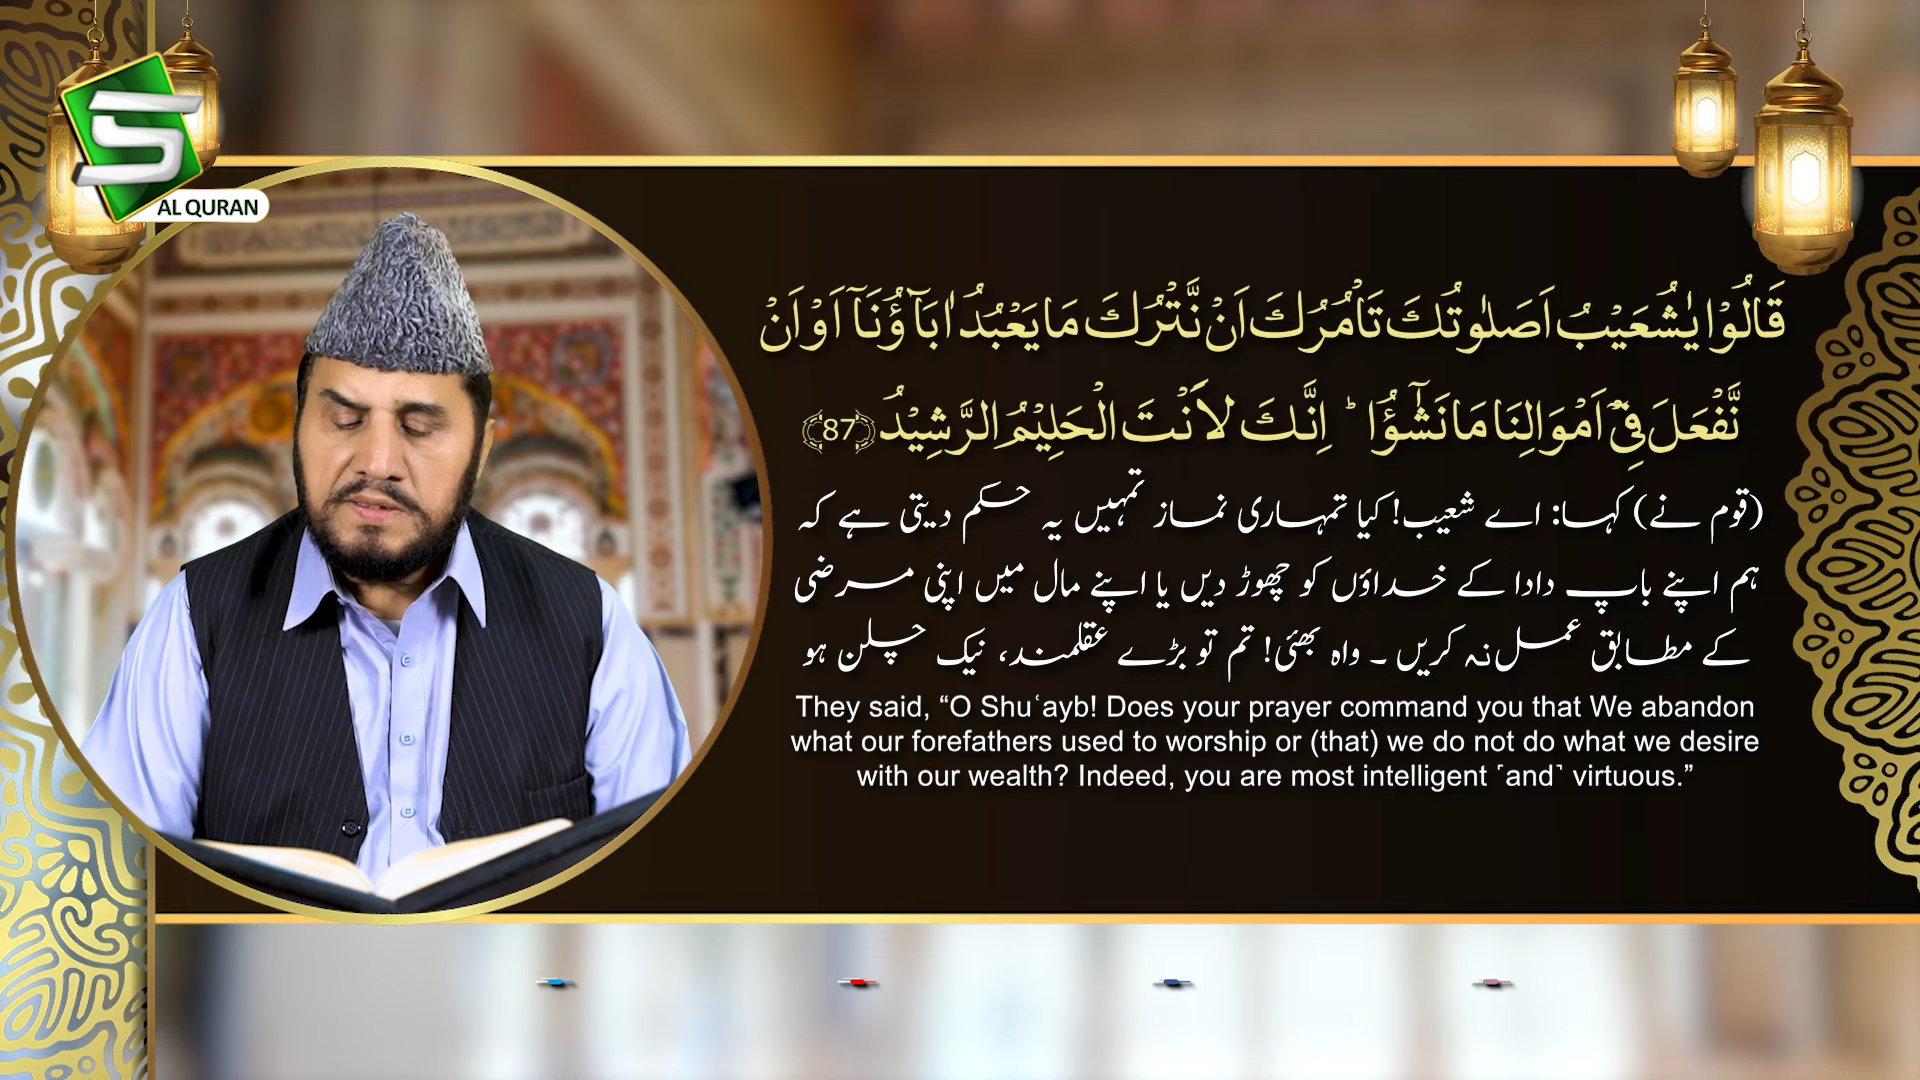 S
AL QURAN
قَالُوْا يٰشُعَيْبُ اَصَلٰوتُكَ تَاْمُرُكَ اَنْ نَّتْرُكَ مَا يَعْبُدُ اٰبَآؤُنَاۤ اَوْ اَنْ
نَّفْعَلَ فِيْۤ اَمْوَالِنَا مَا نَشٰٓؤُا ؕ اِنَّكَ لَاَنْتَ الْحَلِيْمُ الرَّشِيْدُ ﴿87﴾
(قوم نے) کہا: اے شعیب! کیا تمہاری نماز تمہیں یہ حکم دیتی ہے کہ
ہم اپنے باپ دادا کے خداؤں کو چھوڑ دیں یا اپنے مال میں اپنی مرضی
کے مطابق عمل نہ کریں ۔ واہ بھئی! تم تو بڑے عقلمند، نیک چلن ہو
They said, “O Shuʿayb! Does your prayer command you that We abandon
what our forefathers used to worship or (that) we do not do what we desire
with our wealth? Indeed, you are most intelligent ˹and˺ virtuous.”